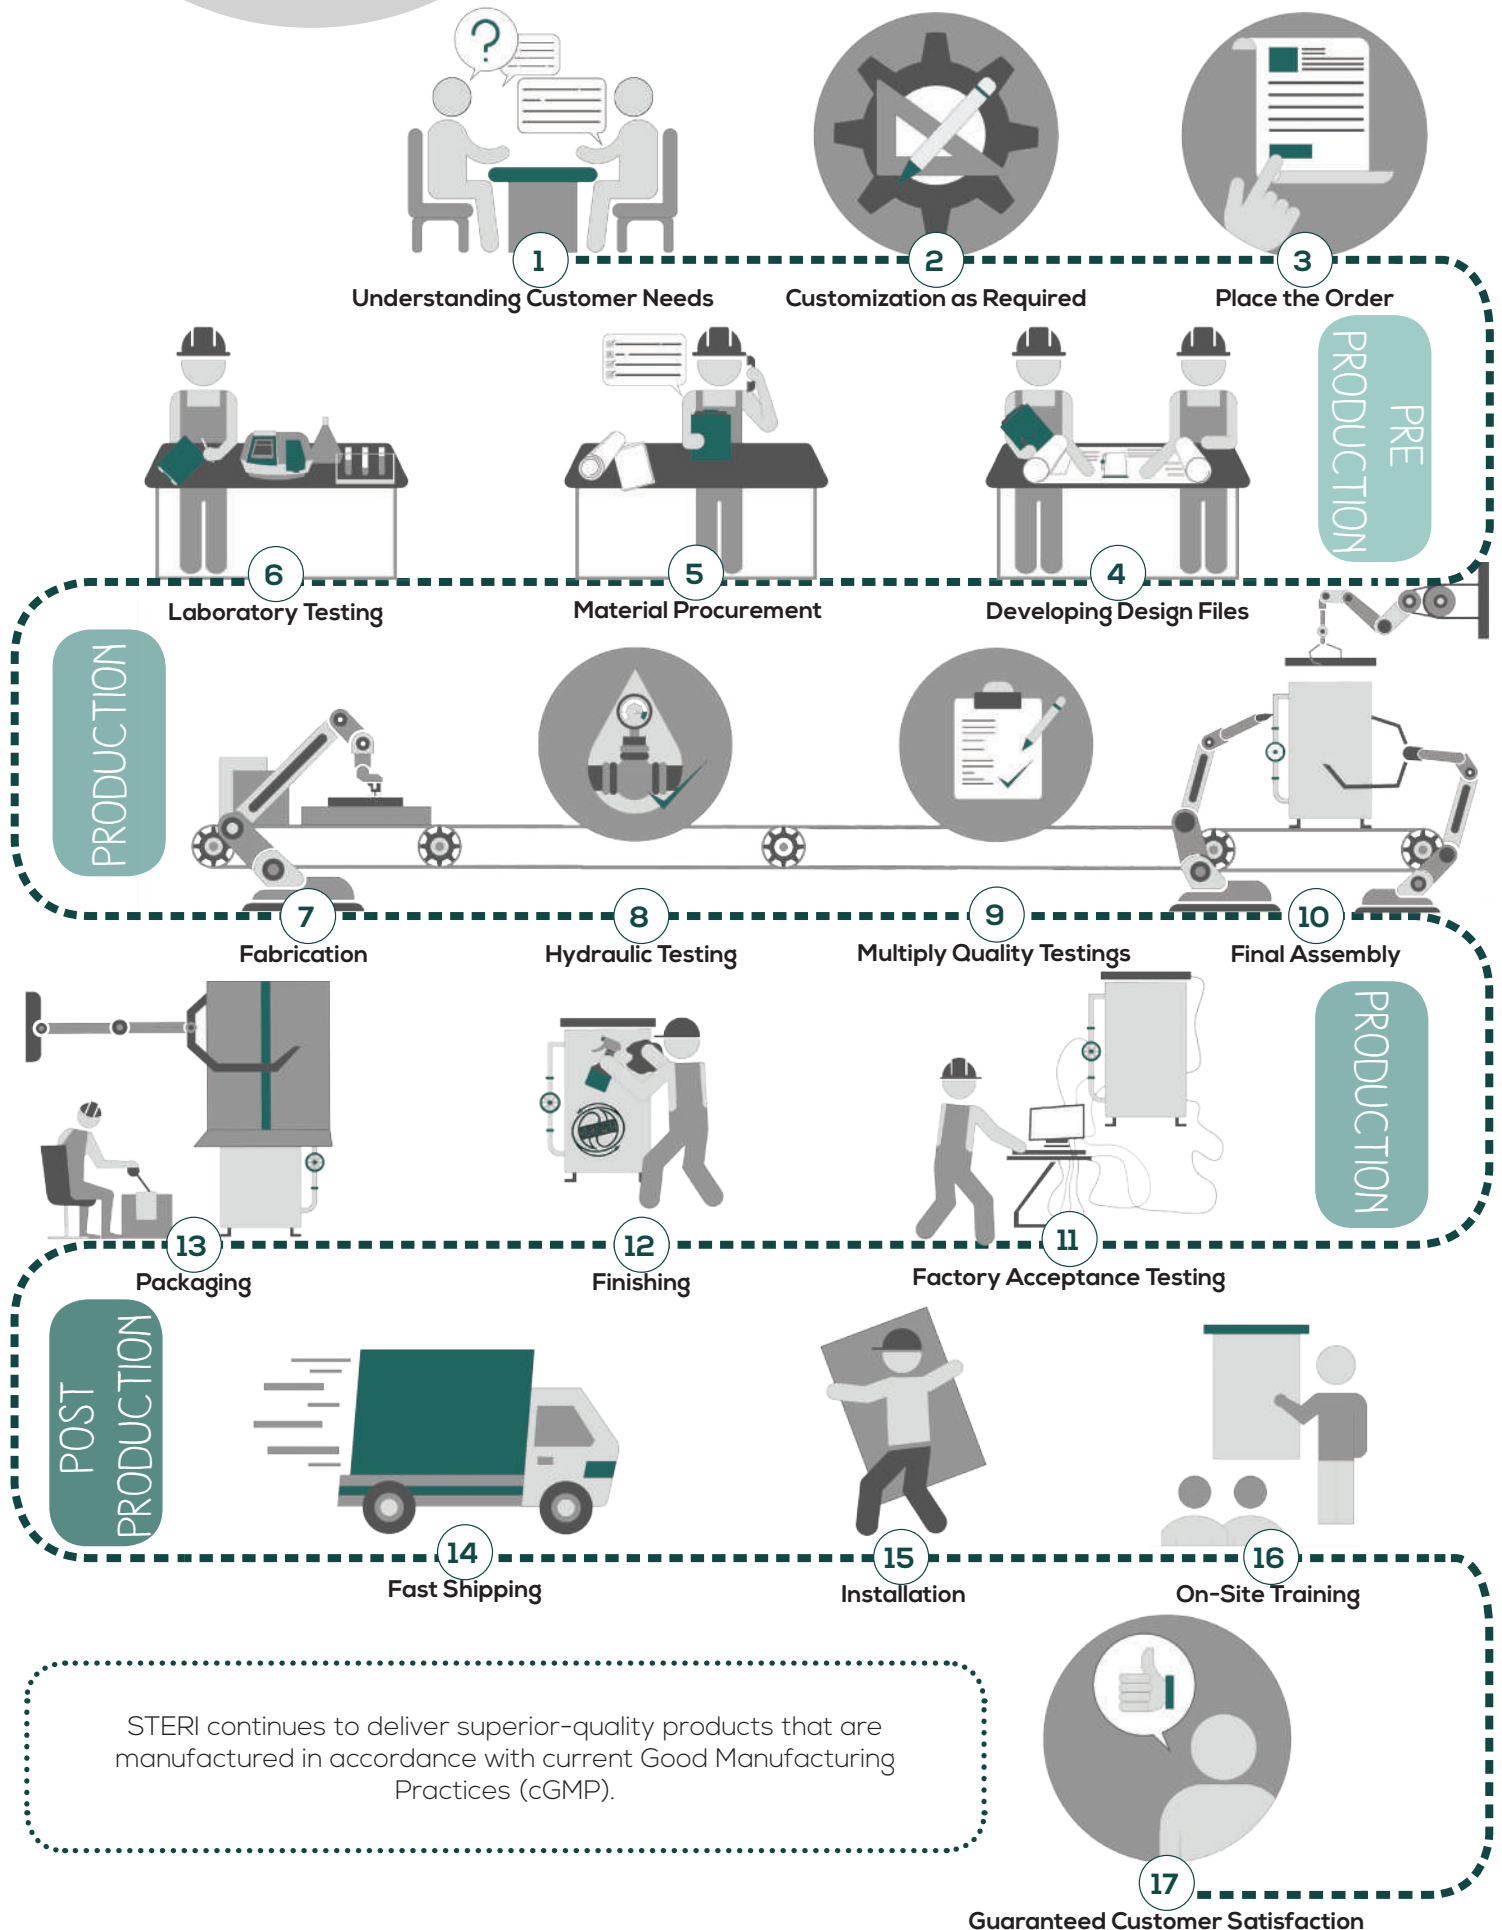 1
Understanding Customer Needs
2
Customization as Required
3
Place the Order
PRE
PRODUCTION
4
Developing Design Files
5
Material Procurement
6
Laboratory Testing
PRODUCTION
7
Fabrication
8
Hydraulic Testing
9
Multiply Quality Testings
10
Final Assembly
PRODUCTION
11
Factory Acceptance Testing
12
Finishing
13
Packaging
POST
PRODUCTION
14
Fast Shipping
15
Installation
16
On-Site Training
17
Guaranteed Customer Satisfaction
STERI continues to deliver superior-quality products that are
manufactured in accordance with current Good Manufacturing
Practices (cGMP).